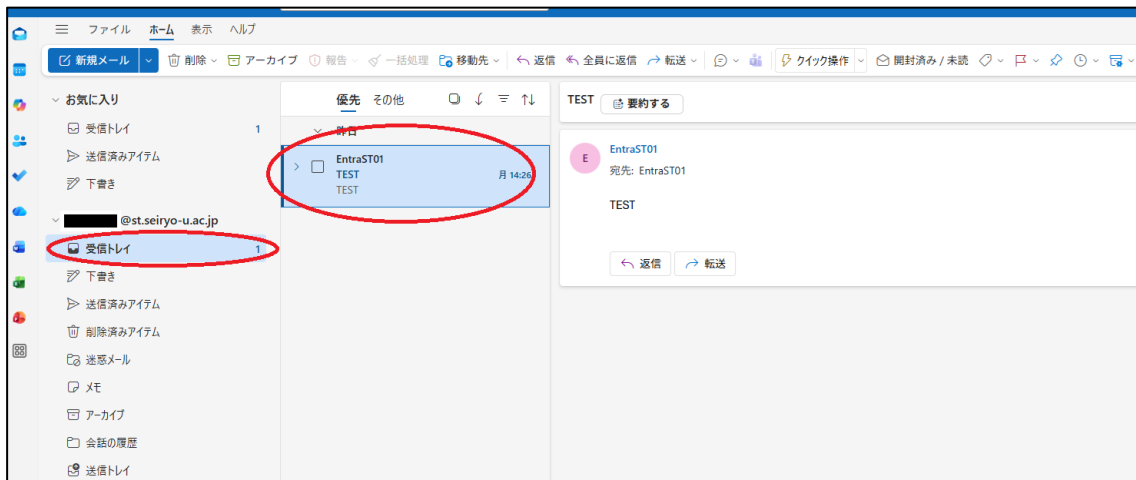 ファイル ホーム 表示 ヘルプ
新規メール 削除 アーカイブ 報告 一括処理 移動先 返信 全員に返信 転送 クイック操作 開封済み / 未読
お気に入り
受信トレイ 1
送信済みアイテム
下書き
@st.seiryo-u.ac.jp
受信トレイ 1
下書き
送信済みアイテム
削除済みアイテム
迷惑メール
メモ
アーカイブ
会話の履歴
送信トレイ
優先 その他
昨日
EntraST01
TEST 月 14:26
TEST
TEST 要約する
E EntraST01
宛先: EntraST01
TEST
返信 転送